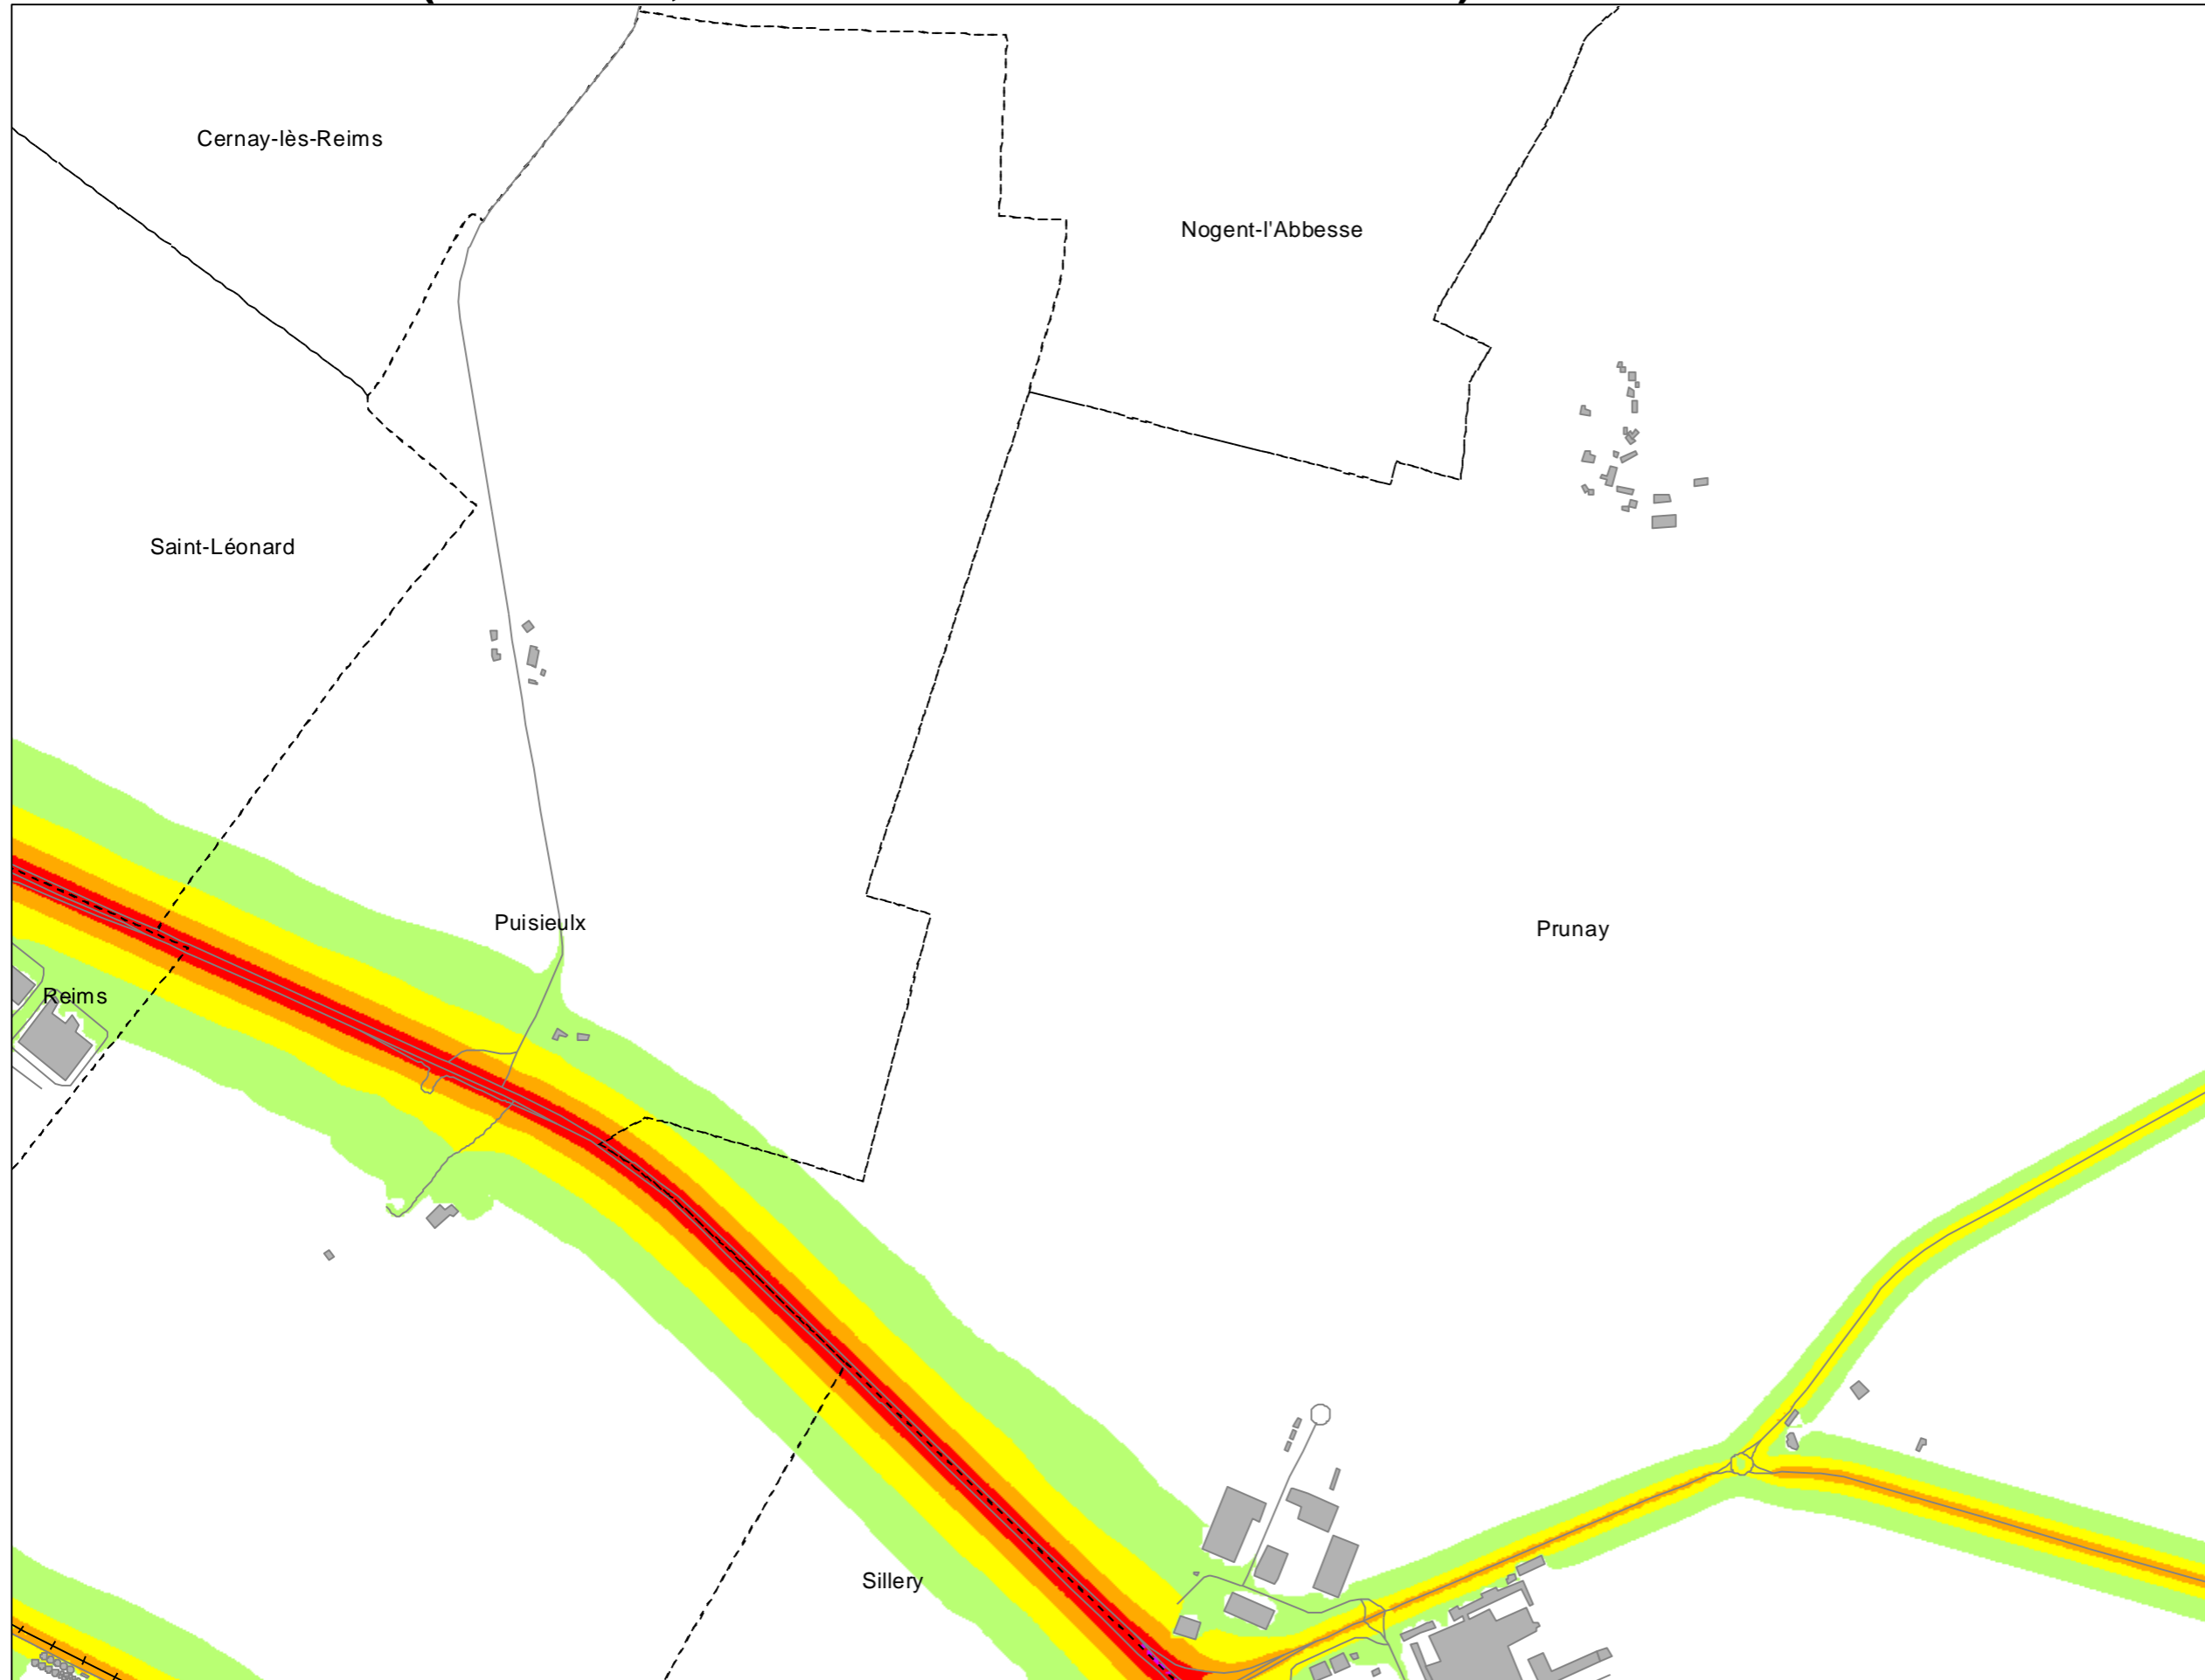 Cernay-lès-Reims
Nogent-l'Abbesse
Saint-Léonard
Puisieulx
Prunay
Reims
Sillery